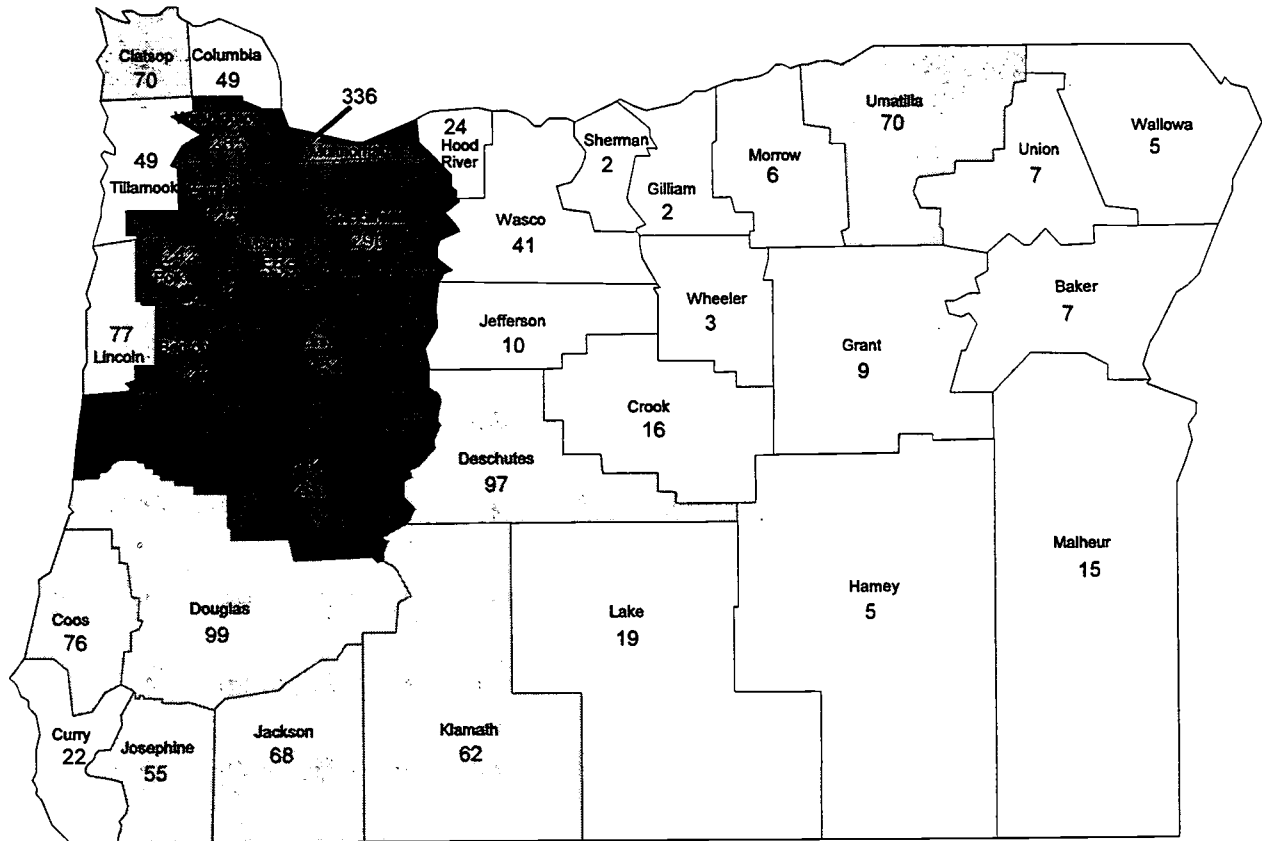 Clatsop
70
Columbia
49
336
49
Tillamook
24
Hood
River
Sherman
2
Gilliam
2
Morrow
6
Umatilla
70
Union
7
Wallowa
5
Wasco
41
77
Lincoln
Jefferson
10
Wheeler
3
Grant
9
Baker
7
Crook
16
Deschutes
97
Coos
76
Douglas
99
Lake
19
Harney
5
Malheur
15
Curry
22
Josephine
55
Jackson
68
Klamath
62